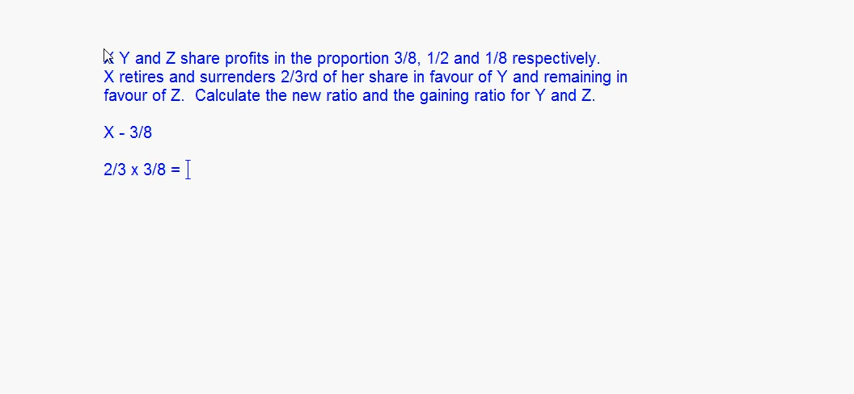 X Y and Z share profits in the proportion 3/8, 1/2 and 1/8 respectively.
X retires and surrenders 2/3rd of her share in favour of Y and remaining in
favour of Z.  Calculate the new ratio and the gaining ratio for Y and Z.
X - 3/8
2/3 x 3/8 =